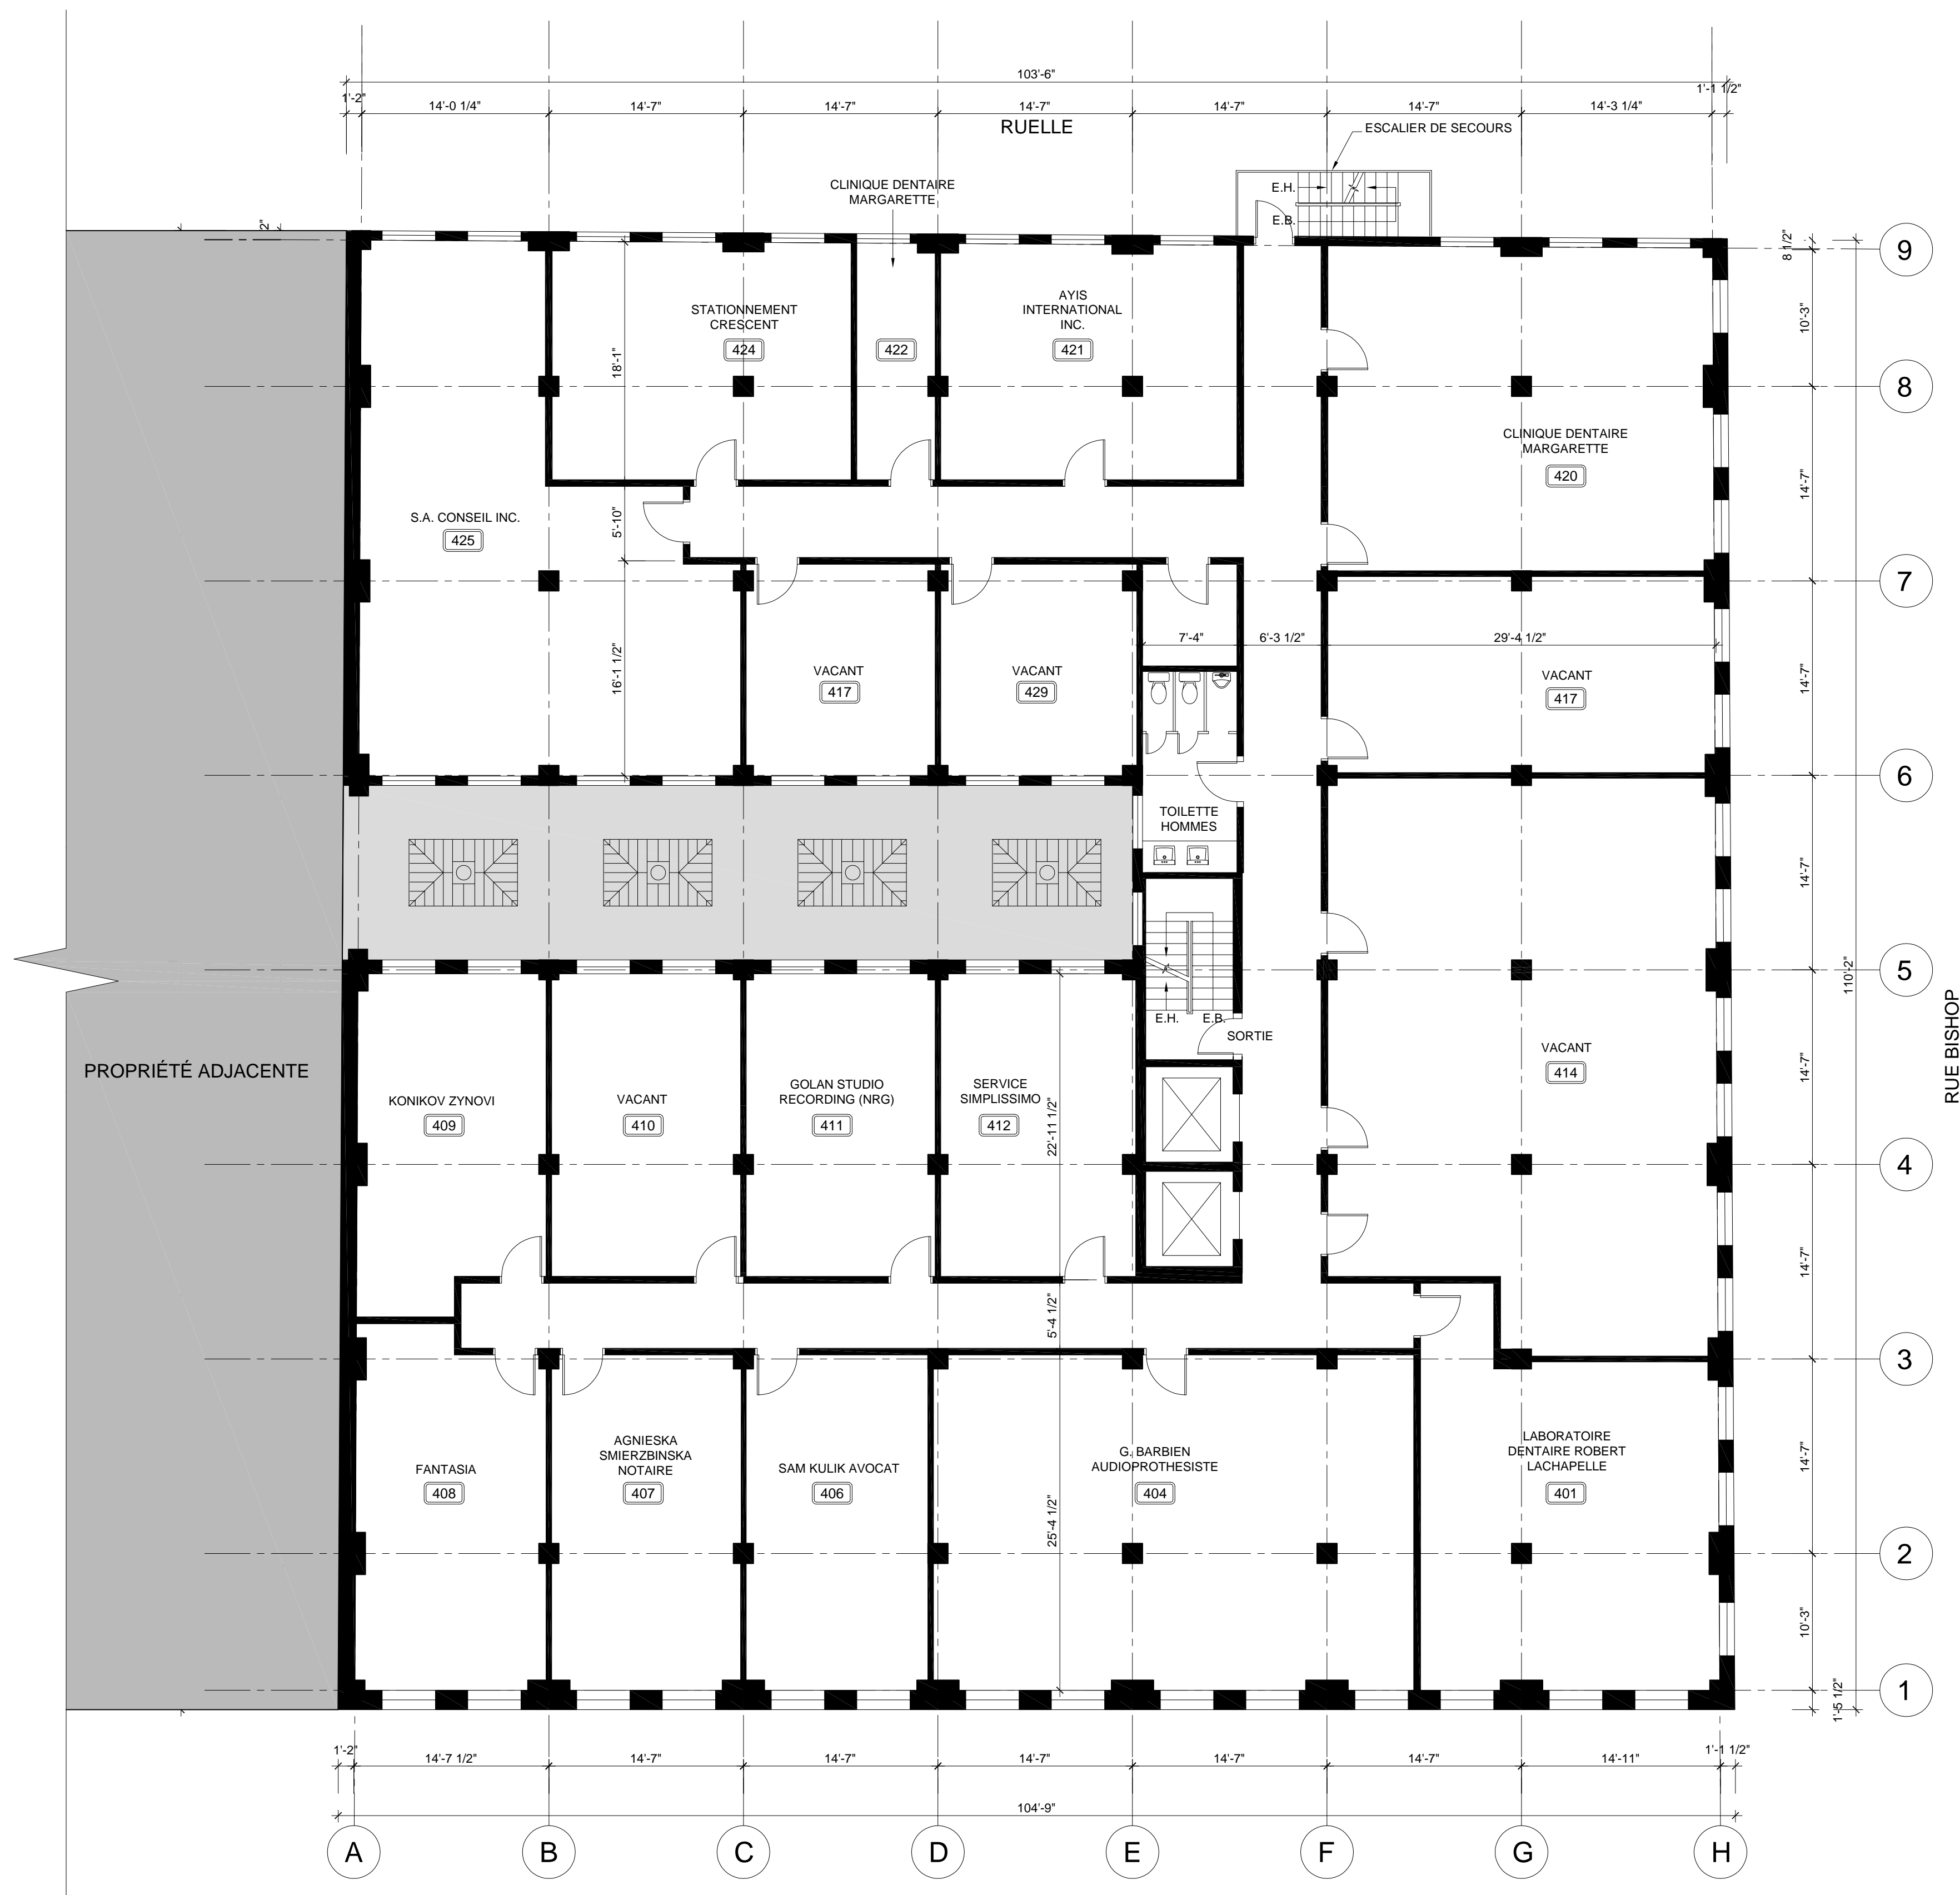 103'-6"
1'-2"
14'-0 1/4"
14'-7"
14'-7"
14'-7"
14'-7"
14'-7"
14'-3 1/4"
1'-1 1/2"
RUELLE
ESCALIER DE SECOURS
CLINIQUE DENTAIRE
MARGARETTE
E.H.
E.B.
2"
8 1/2"
9
STATIONNEMENT
CRESCENT
424
422
AYIS
INTERNATIONAL
INC.
421
10'-3"
18'-1"
8
CLINIQUE DENTAIRE
MARGARETTE
420
14'-7"
S.A. CONSEIL INC.
425
5'-10"
7
16'-1 1/2"
7'-4"
6'-3 1/2"
29'-4 1/2"
VACANT
417
VACANT
429
VACANT
417
14'-7"
6
TOILETTE
HOMMES
14'-7"
5
110'-2"
RUE BISHOP
E.H.
E.B.
SORTIE
PROPRIÉTÉ ADJACENTE
KONIKOV ZYNOVI
409
VACANT
410
GOLAN STUDIO
RECORDING (NRG)
411
SERVICE
SIMPLISSIMO
412
22'-11 1/2"
VACANT
414
14'-7"
4
14'-7"
5'-4 1/2"
3
FANTASIA
408
AGNIESKA
SMIERZBINSKA
NOTAIRE
407
SAM KULIK AVOCAT
406
25'-4 1/2"
G. BARBIEN
AUDIOPROTHESISTE
404
LABORATOIRE
DENTAIRE ROBERT
LACHAPELLE
401
14'-7"
2
10'-3"
1
1'-5 1/2"
1'-2"
14'-7 1/2"
14'-7"
14'-7"
14'-7"
14'-7"
14'-7"
14'-11"
1'-1 1/2"
104'-9"
A
B
C
D
E
F
G
H